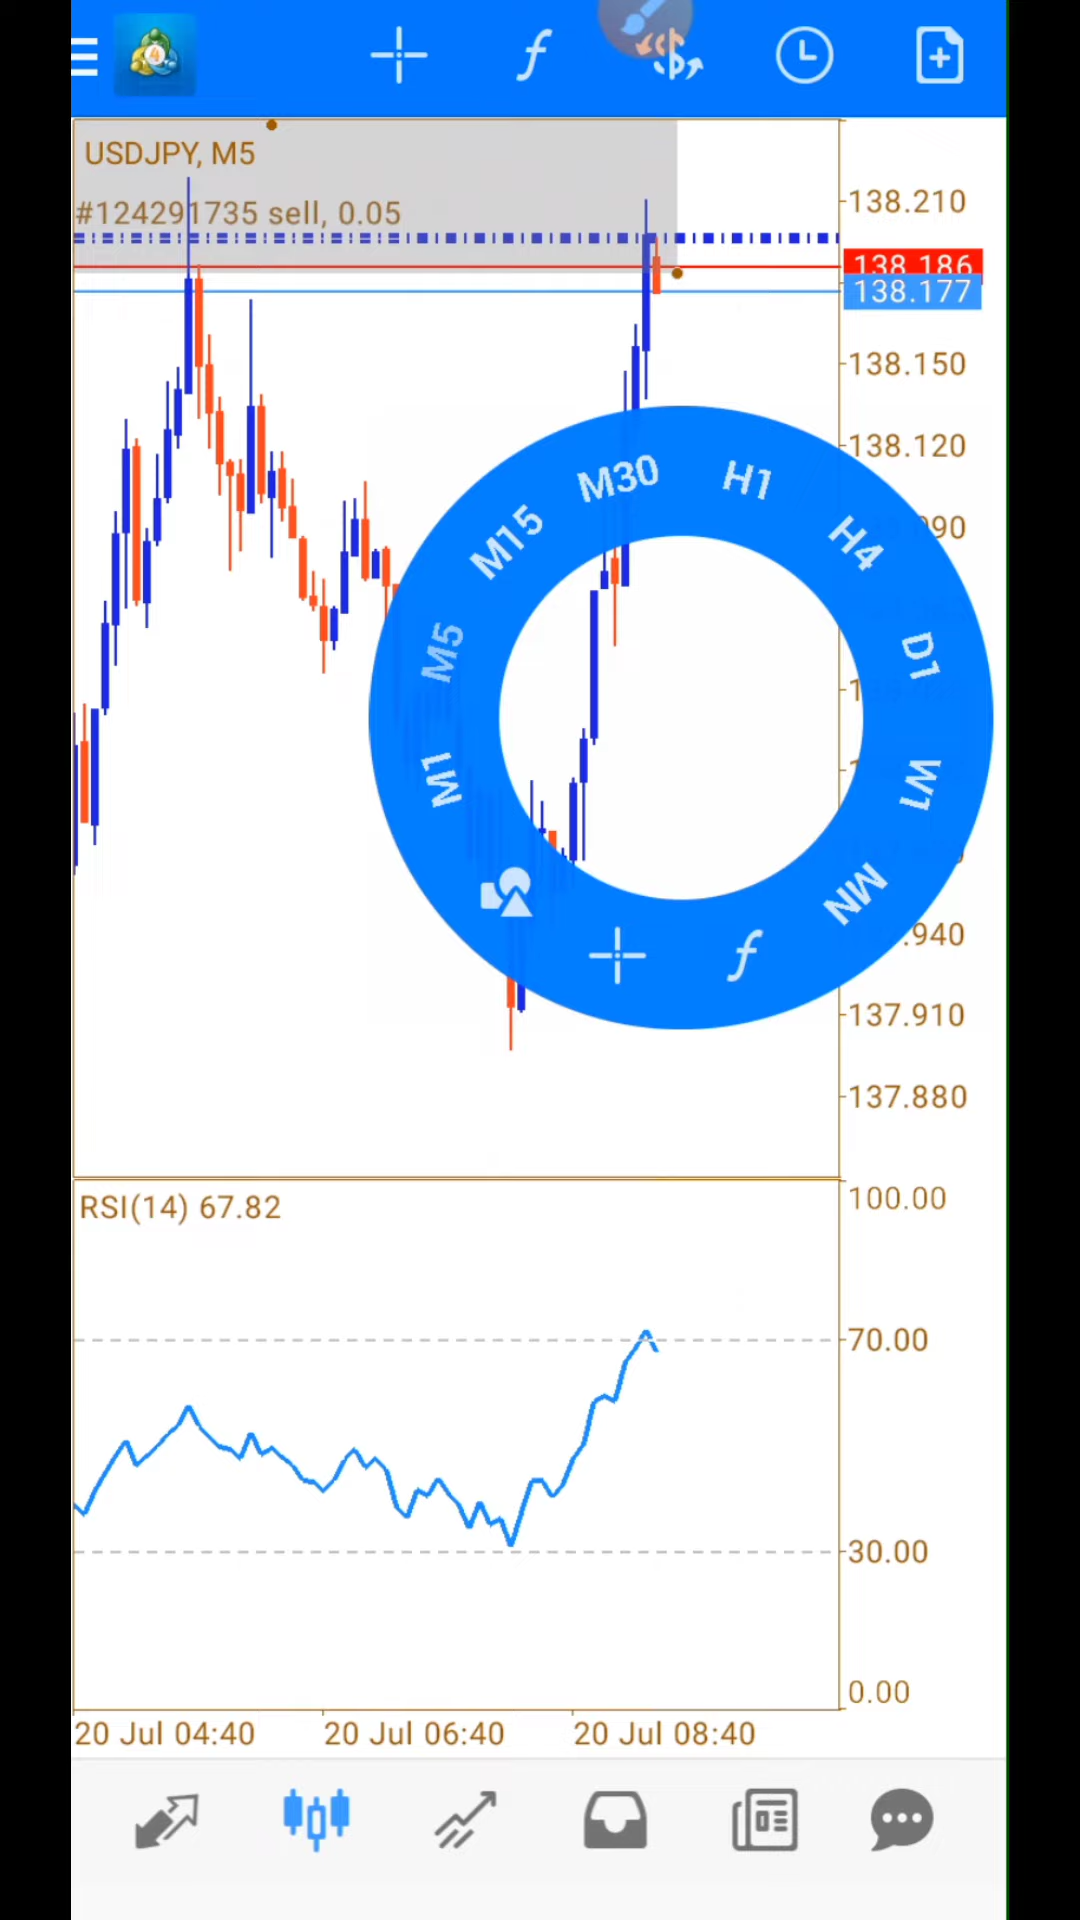 4
USDJPY, M5
138.210
#124291735 sell, 0.05
138.186
138.177
138.150
138.120
M30
H1
M15
H4
M5
D1
M1
W1
MN
.940
137.910
137.880
RSI(14) 67.82
100.00
70.00
30.00
0.00
20 Jul 04:40
20 Jul 06:40
20 Jul 08:40